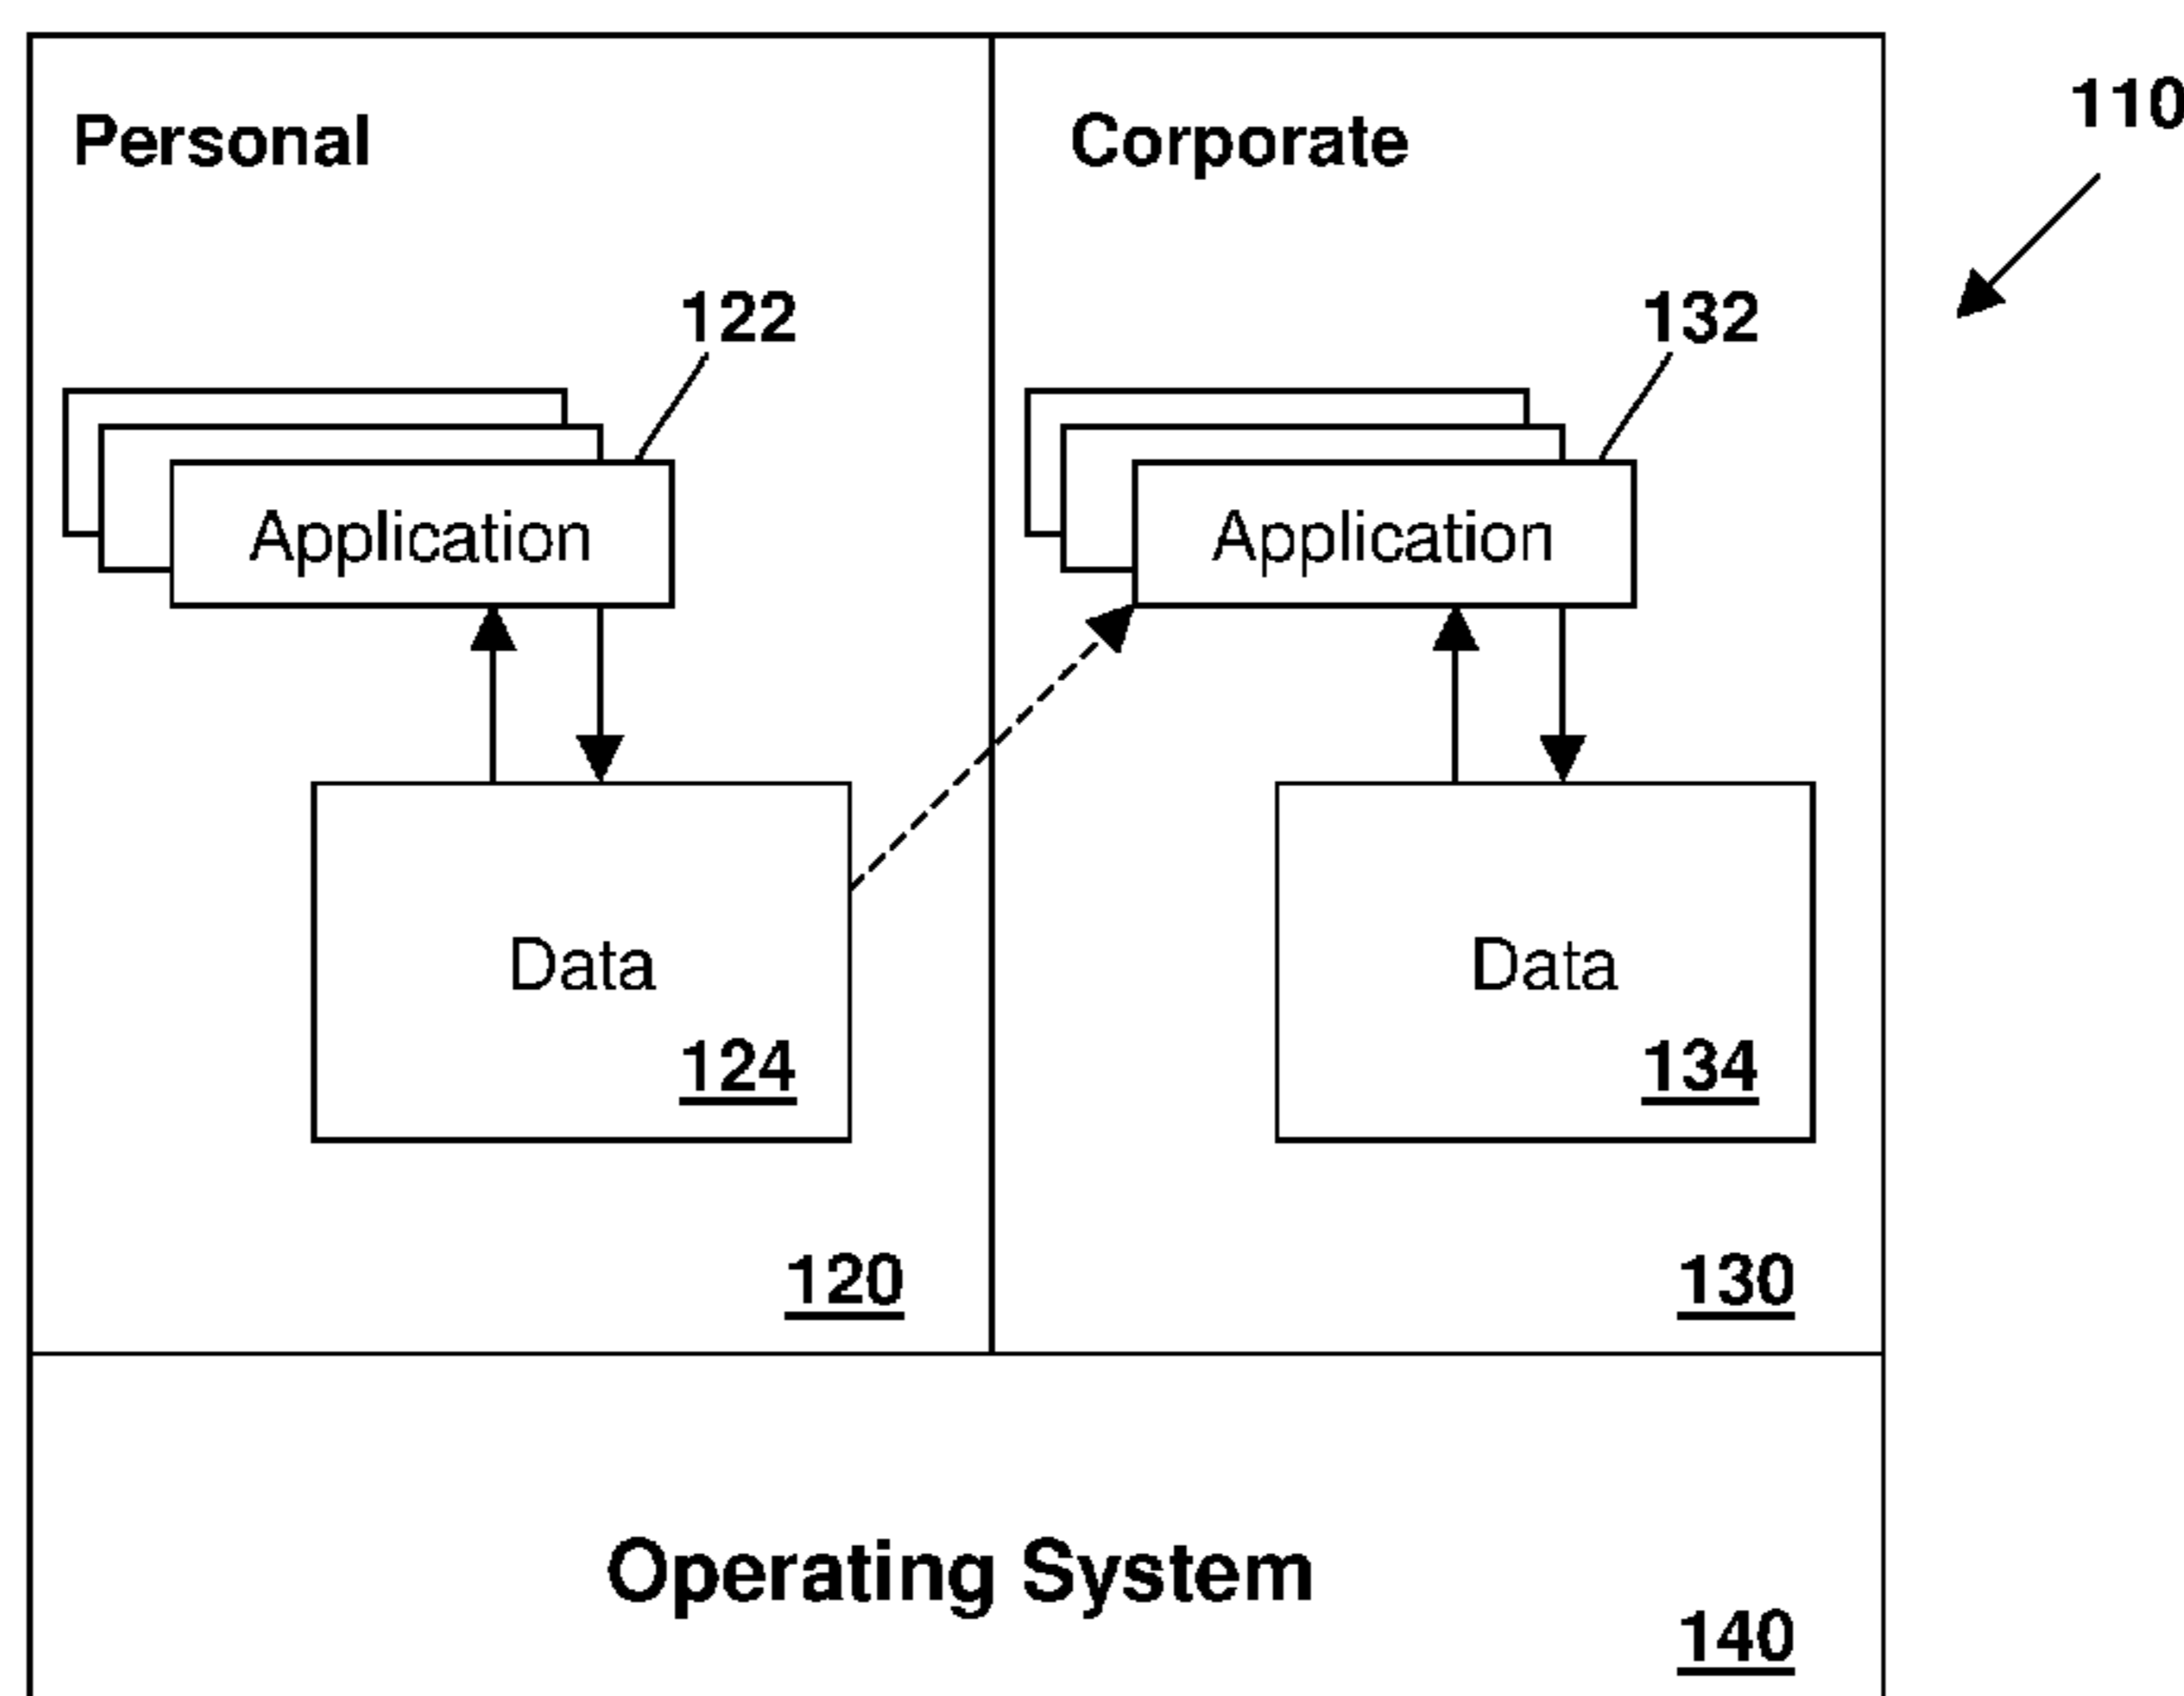 Personal
Corporate
110
122
132
Application
Application
Data
124
Data
134
120
130
Operating System
140